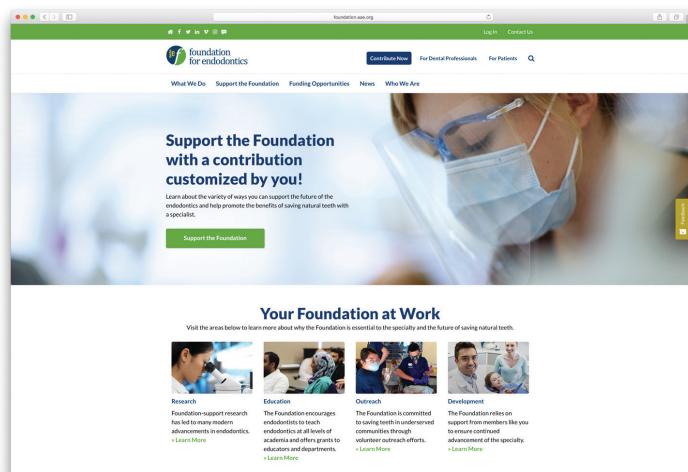 foundation.aae.org
Log In Contact Us
foundation
for endodontics
Contribute Now For Dental Professionals For Patients
What We Do Support the Foundation Funding Opportunities News Who We Are
Support the Foundation
with a contribution
customized by you!
Learn about the variety of ways you can support the future of the
endodontics and help promote the benefits of saving natural teeth with
a specialist.
Support the Foundation
Feedback
Your Foundation at Work
Visit the areas below to learn more about why the Foundation is essential to the specialty and the future of saving natural teeth.
Research
Foundation-support research
has led to many modern
advancements in endodontics.
» Learn More
Education
The Foundation encourages
endodontists to teach
endodontics at all levels of
academia and offers grants to
educators and departments.
» Learn More
Outreach
The Foundation is committed
to saving teeth in underserved
communities through
volunteer outreach efforts.
» Learn More
Development
The Foundation relies on
support from members like you
to ensure continued
advancement of the specialty.
» Learn More